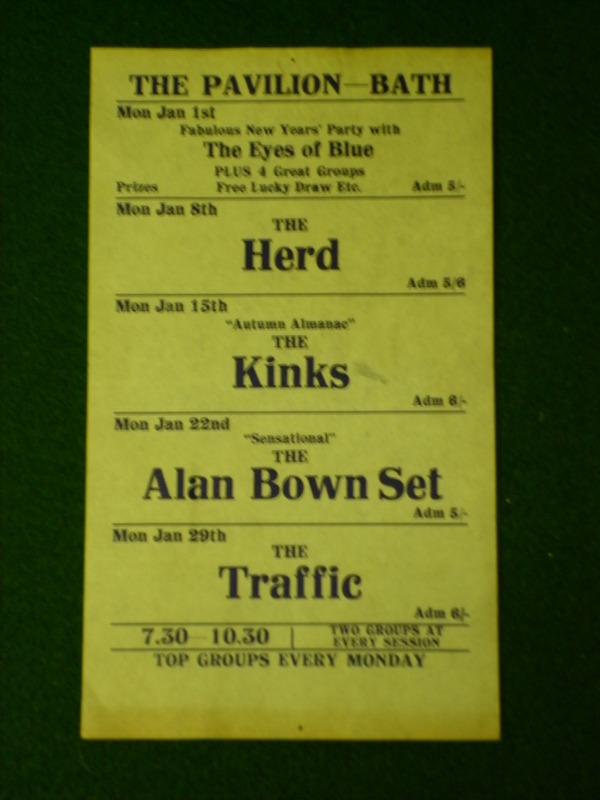 THE PAVILION—BATH
Mon Jan 1st
Fabulous New Years' Party with
The Eyes of Blue
PLUS 4 Great Groups
Prizes Free Lucky Draw Etc. Adm 5/-
Mon Jan 8th
THE
Herd
Adm 5/6
Mon Jan 15th
"Autumn Almanac"
THE
Kinks
Adm 6/-
Mon Jan 22nd
"Sensational"
THE
Alan Bown Set
Adm 5/-
Mon Jan 29th
THE
Traffic
Adm 6/-
7.30—10.30 | TWO GROUPS AT
EVERY SESSION
TOP GROUPS EVERY MONDAY